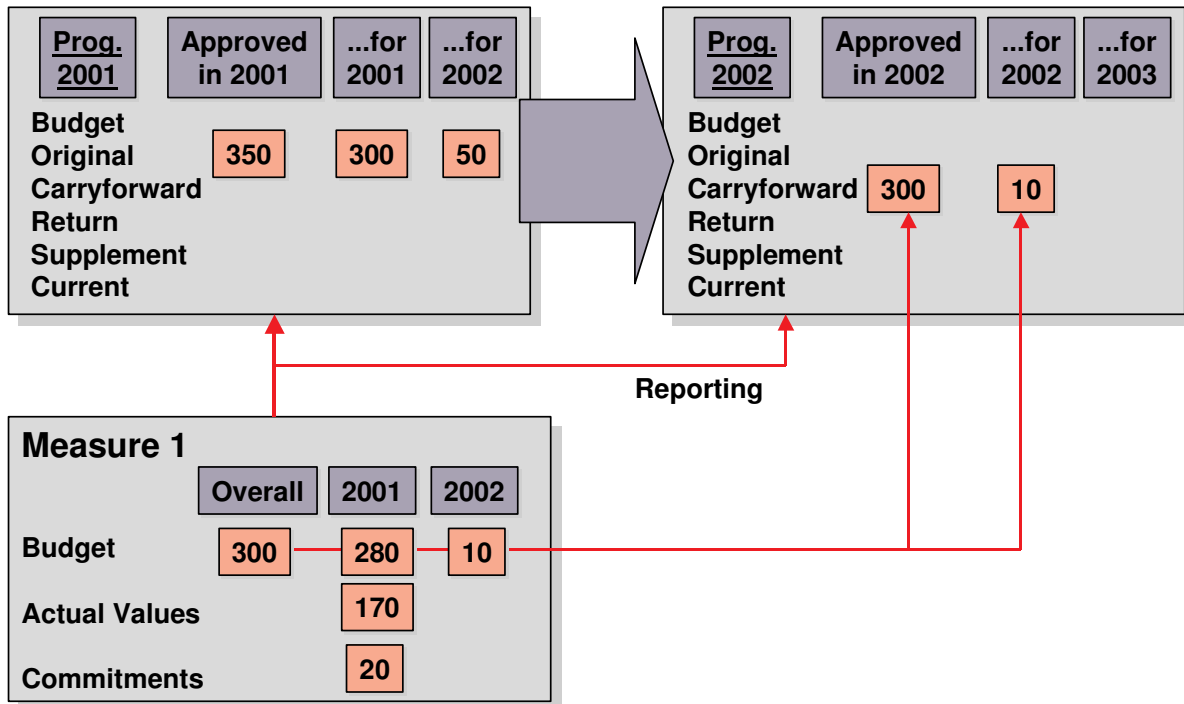 Prog. 2001
Approved in 2001
...for 2001
...for 2002
Budget
Original 350 300 50
Carryforward
Return
Supplement
Current
Prog. 2002
Approved in 2002
...for 2002
...for 2003
Budget
Original
Carryforward 300 10
Return
Supplement
Current
Reporting
Measure 1
Overall 2001 2002
Budget 300 280 10
Actual Values 170
Commitments 20